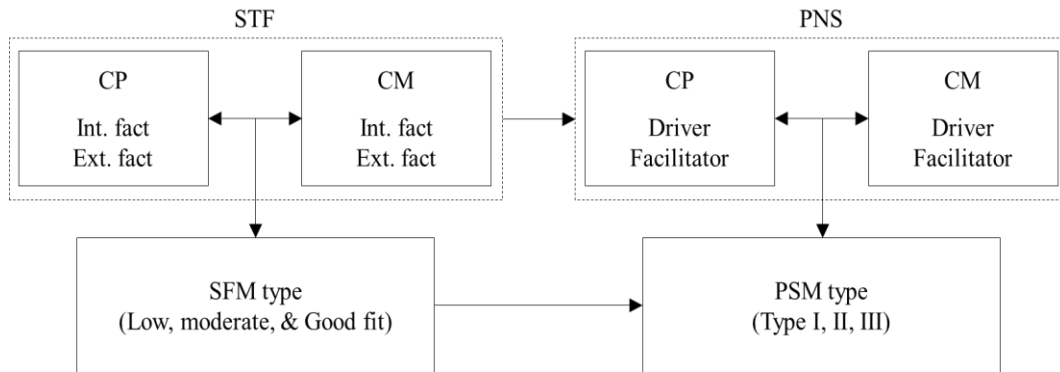 STF
PNS
CP
Int. fact
Ext. fact
CM
Int. fact
Ext. fact
CP
Driver
Facilitator
CM
Driver
Facilitator
SFM type
(Low, moderate, & Good fit)
PSM type
(Type I, II, III)